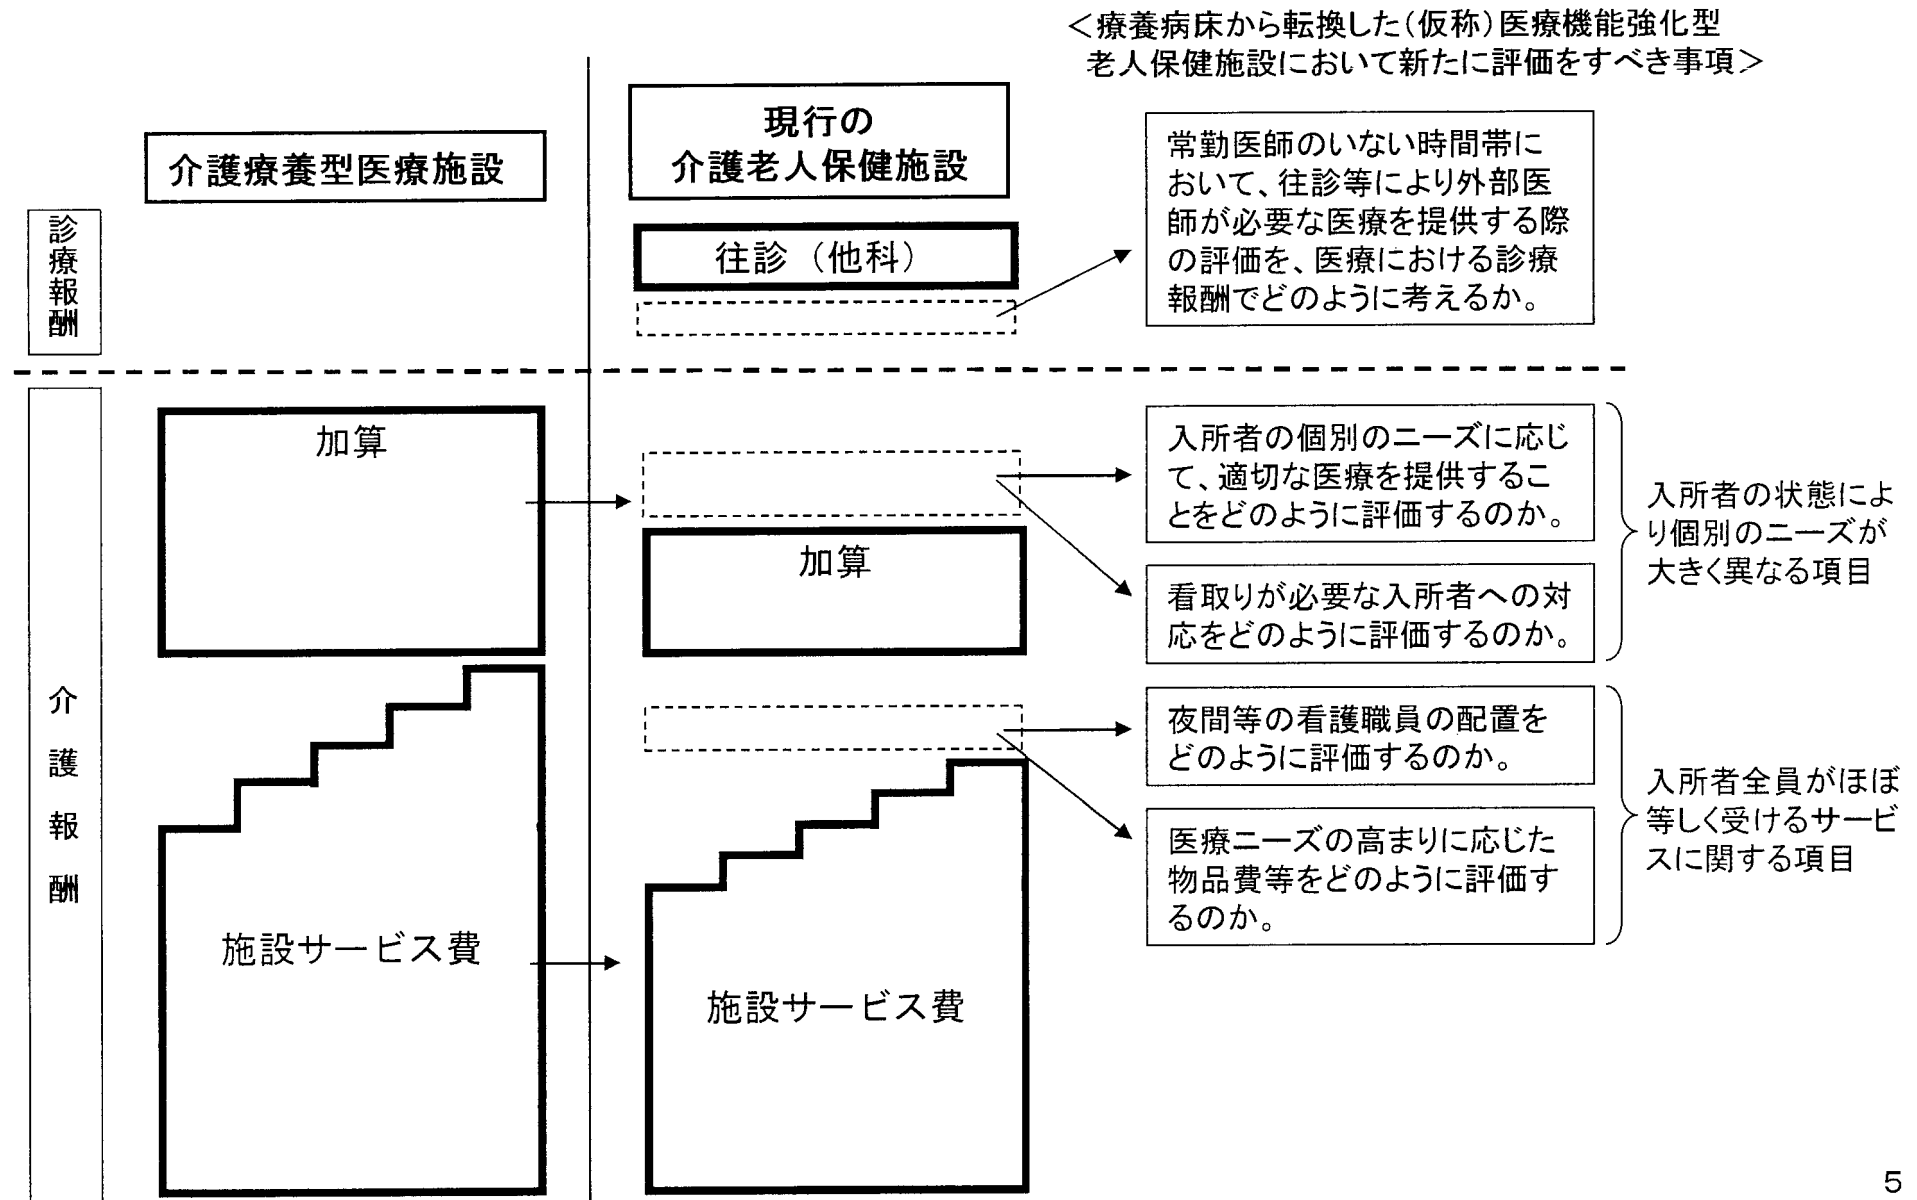 ＜療養病床から転換した（仮称）医療機能強化型
老人保健施設において新たに評価をすべき事項＞
介護療養型医療施設
現行の
介護老人保健施設
診療報酬
往診（他科）
常勤医師のいない時間帯に
おいて、往診等により外部医
師が必要な医療を提供する際
の評価を、医療における診療
報酬でどのように考えるか。
介護報酬
加算
加算
入所者の個別のニーズに応じ
て、適切な医療を提供するこ
とをどのように評価するのか。
看取りが必要な入所者への対
応をどのように評価するのか。
入所者の状態によ
り個別のニーズが
大きく異なる項目
施設サービス費
施設サービス費
夜間等の看護職員の配置を
どのように評価するのか。
医療ニーズの高まりに応じた
物品費等をどのように評価す
るのか。
入所者全員がほぼ
等しく受けるサービ
スに関する項目
5